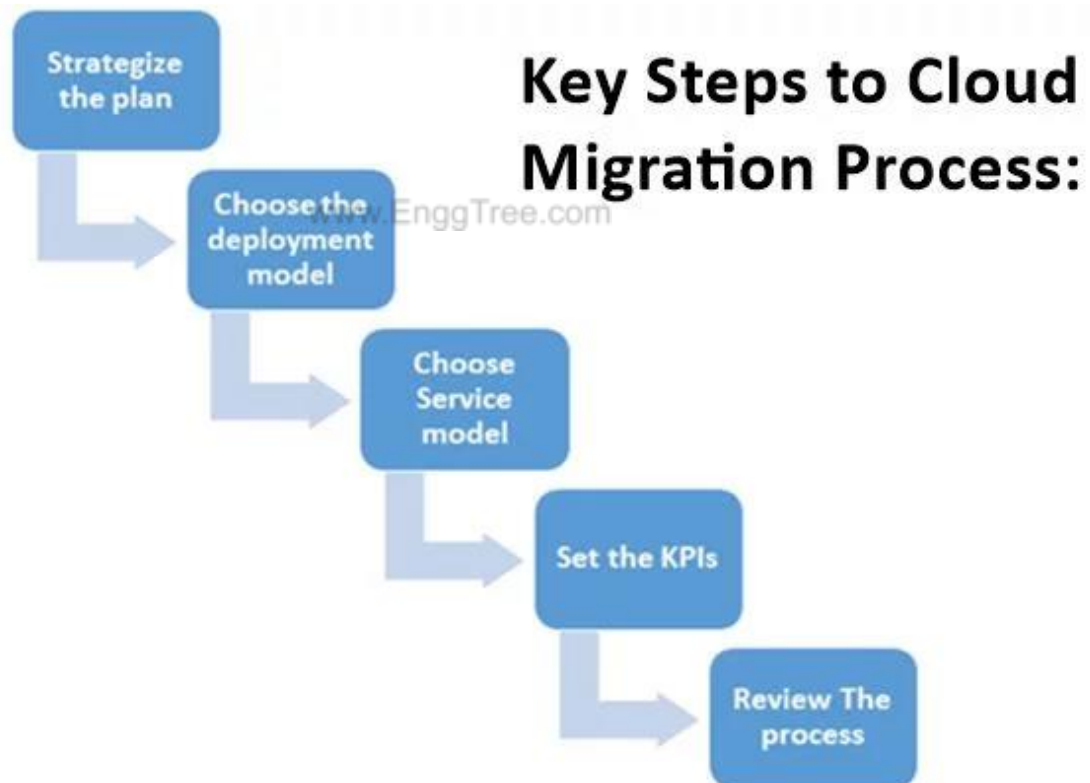 Key Steps to Cloud
Migration Process:
Strategize
the plan
Choose the
deployment
model
www.EnggTree.com
Choose
Service
model
Set the KPIs
Review The
process